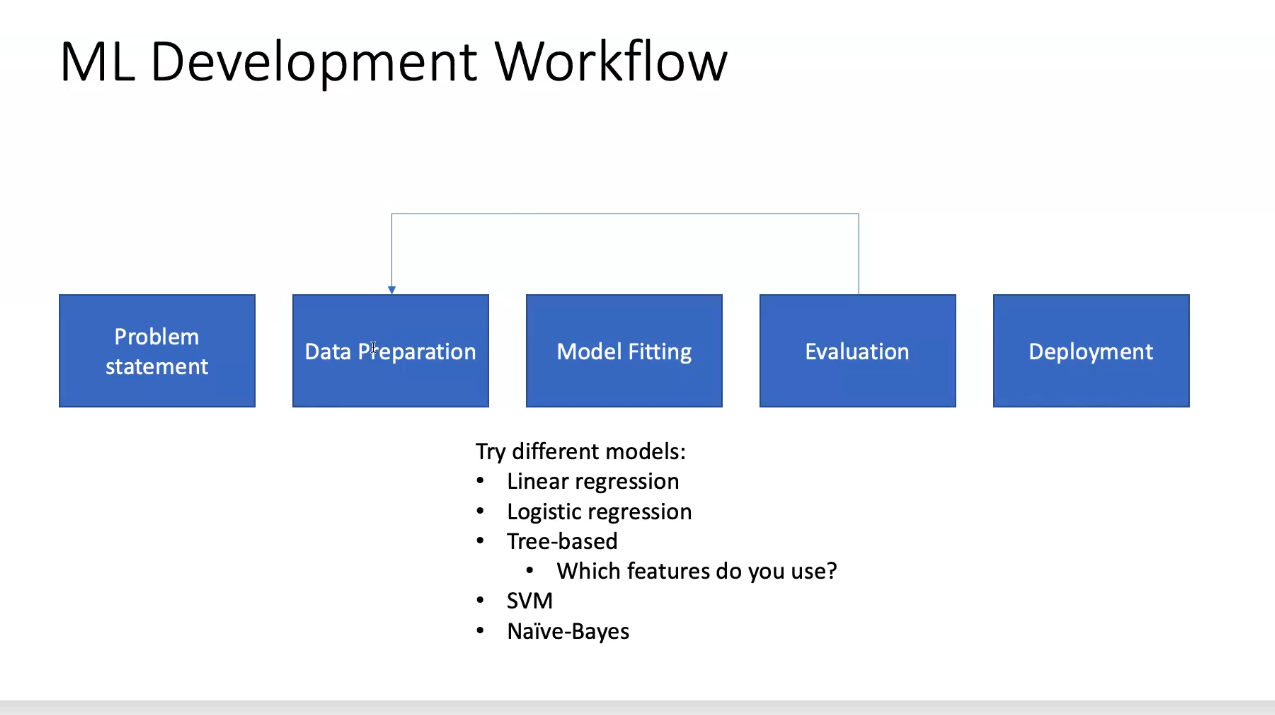 ML Development Workflow
Problem
statement
Data Preparation
Model Fitting
Evaluation
Deployment
Try different models:
• Linear regression
• Logistic regression
• Tree-based
• Which features do you use?
• SVM
• Naïve-Bayes